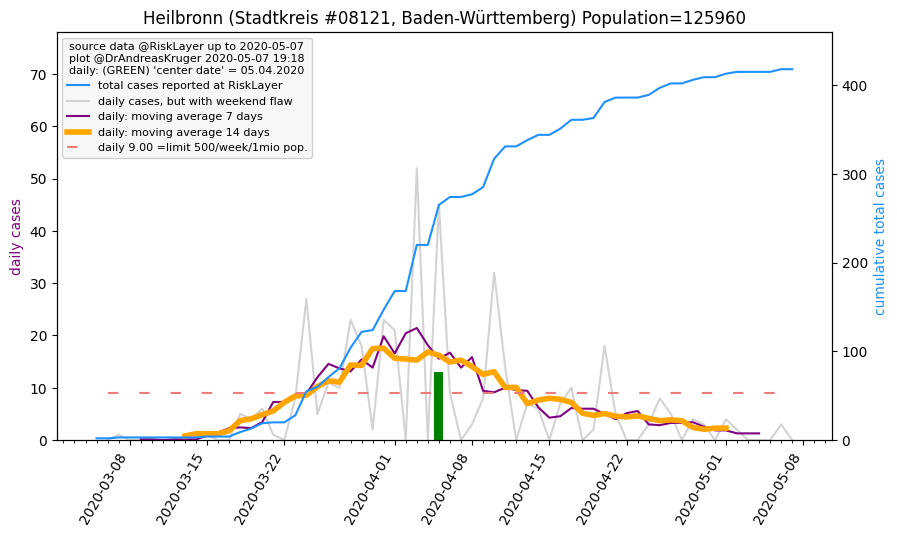 Heilbronn (Stadtkreis #08121, Baden-Württemberg) Population=125960
source data @RiskLayer up to 2020-05-07
plot @DrAndreasKruger 2020-05-07 19:18
daily: (GREEN) 'center date' = 05.04.2020
total cases reported at RiskLayer
daily cases, but with weekend flaw
daily: moving average 7 days
daily: moving average 14 days
daily 9.00 =limit 500/week/1mio pop.
daily cases
70
60
50
40
30
20
10
0
cumulative total cases
400
300
200
100
0
2020-03-08
2020-03-15
2020-03-22
2020-04-01
2020-04-08
2020-04-15
2020-04-22
2020-05-01
2020-05-08